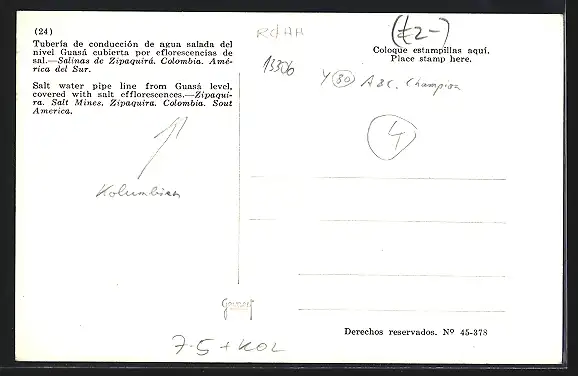 (24)
Tubería de conducción de agua salada del
nivel Guasá cubierta por eflorescencias de
sal.—Salinas de Zipaquirá. Colombia. Amé-
rica del Sur.
Salt water pipe line from Guasá level,
covered with salt efflorescences.—Zipaqui-
ra. Salt Mines. Zipaquira. Colombia. Sout
America.
Kolumbien
13306
(£2-)
Coloque estampillas aquí.
Place stamp here.
Y (80) ABC. Champion
4
Derechos reservados. Nº 45-378
7.5 + KOL